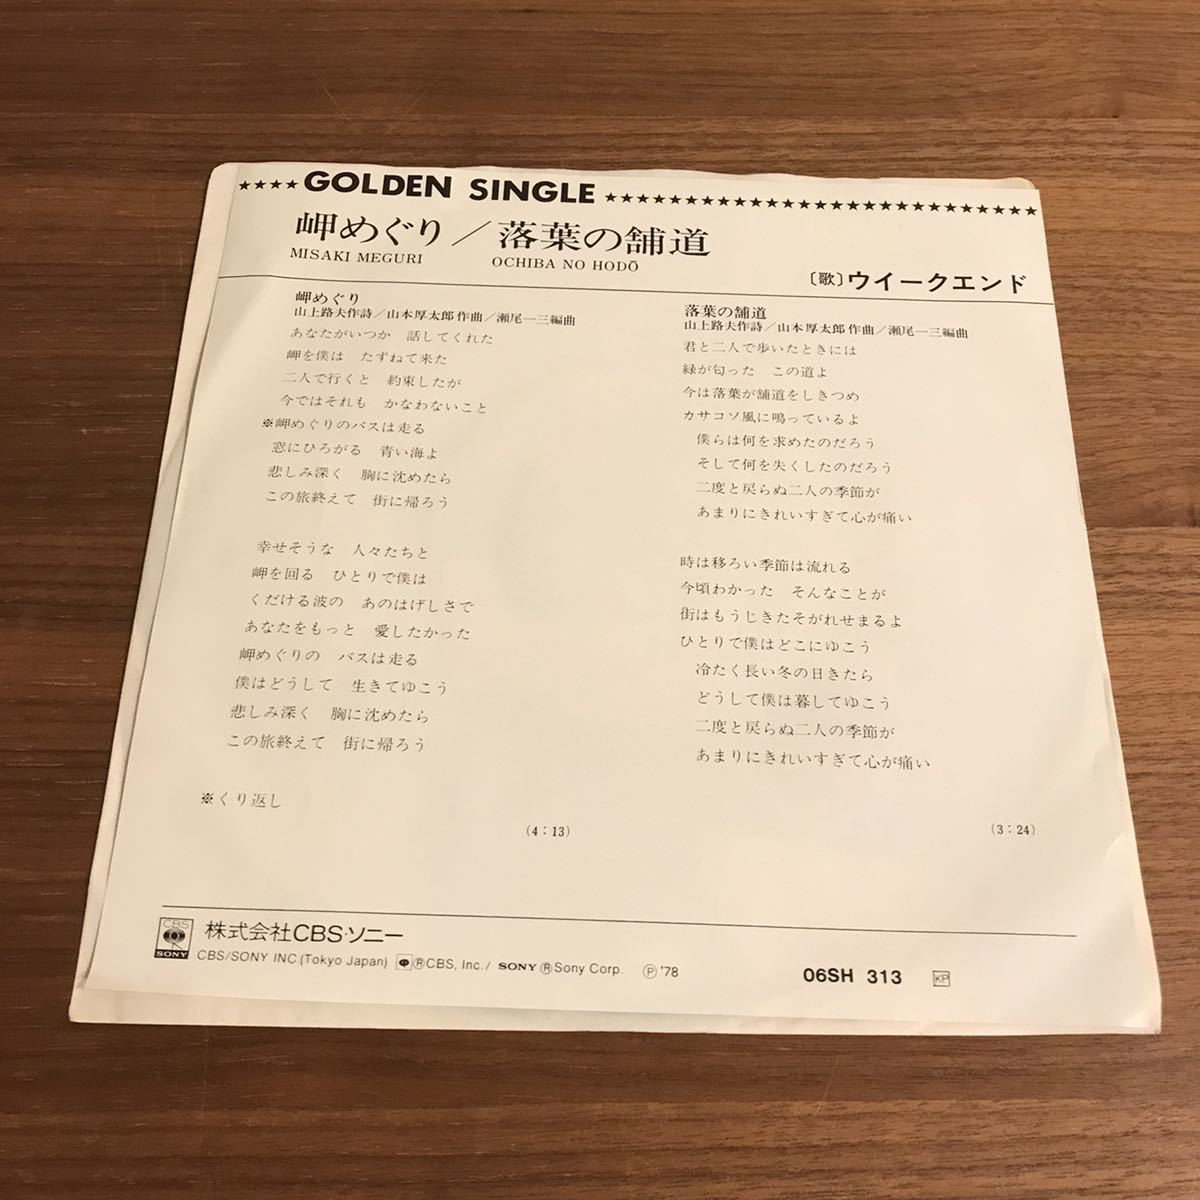 ★★★★GOLDEN SINGLE★★★★★★★★★★★★★★★★★★★★★★★★★★★★★★★★★
岬めぐり／落葉の舗道
MISAKI MEGURI OCHIBA NO HODŌ
〔歌〕ウイークエンド
岬めぐり
山上路夫作詩／山本厚太郎作曲／瀬尾一三編曲
あなたがいつか　話してくれた
岬を僕は　たずねて来た
二人で行くと　約束したが
今ではそれも　かなわないこと
※岬めぐりのバスは走る
窓にひろがる　青い海よ
悲しみ深く　胸に沈めたら
この旅終えて　街に帰ろう
幸せそうな　人々たちと
岬を回る　ひとりで僕は
くだける波の　あのはげしさで
あなたをもっと　愛したかった
岬めぐりの　バスは走る
僕はどうして　生きてゆこう
悲しみ深く　胸に沈めたら
この旅終えて　街に帰ろう
※くり返し
(4：13)
落葉の舗道
山上路夫作詩／山本厚太郎作曲／瀬尾一三編曲
君と二人で歩いたときには
緑が匂った　この道よ
今は落葉が舗道をしきつめ
カサコソ風に鳴っているよ
僕らは何を求めたのだろう
そして何を失くしたのだろう
二度と戻らぬ二人の季節が
あまりにきれいすぎて心が痛い
時は移ろい季節は流れる
今頃わかった　そんなことが
街はもうじきたそがれせまるよ
ひとりで僕はどこにゆこう
冷たく長い冬の日きたら
どうして僕は暮してゆこう
二度と戻らぬ二人の季節が
あまりにきれいすぎて心が痛い
(3：24)
CBS
SONY
株式会社CBS・ソニー
CBS/SONY INC.(Tokyo Japan) ®CBS, Inc./ SONY ®Sony Corp. ℗'78
06SH 313 KP